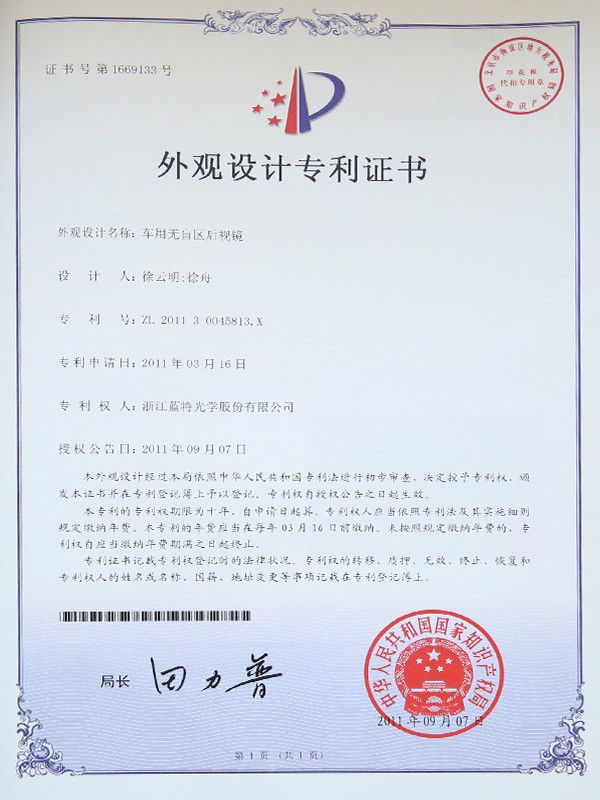 证书号第1669133号
印花税
代扣专用章
国家知识产权局
外观设计专利证书
外观设计名称：车用无盲区后视镜
设计人：徐云明;徐舟
专利号：ZL 2011 3 0045813.X
专利申请日：2011年03月16日
专利权人：浙江蓝特光学股份有限公司
授权公告日：2011年09月07日
本外观设计经过本局依照中华人民共和国专利法进行初步审查，决定授予专利权，颁
发本证书并在专利登记簿上予以登记。专利权自授权公告之日起生效。
本专利的专利权期限为十年，自申请日起算。专利权人应当依照专利法及其实施细则
规定缴纳年费。本专利的年费应当在每年03月16日前缴纳。未按照规定缴纳年费的，专
利权自应当缴纳年费期满之日起终止。
专利证书记载专利权登记时的法律状况。专利权的转移、质押、无效、终止、恢复和
专利权人的姓名或名称、国籍、地址变更等事项记载在专利登记簿上。
局长
田力普
中华人民共和国国家知识产权局
2011年09月07日
第1页（共1页）